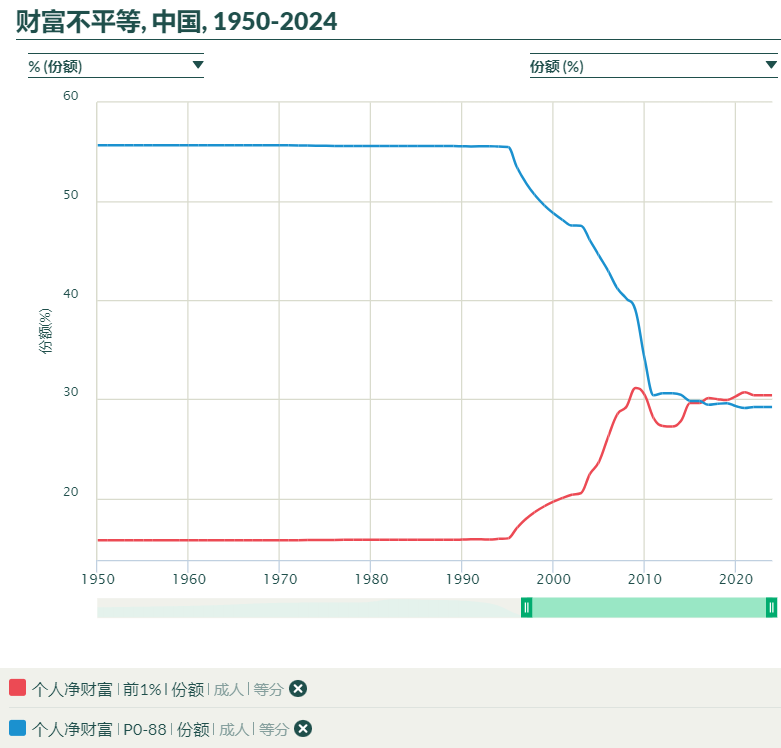 财富不平等, 中国, 1950-2024
% (份额) 份额 (%)
60
50
40
30
20
份额(%)
1950 1960 1970 1980 1990 2000 2010 2020
个人净财富 | 前1% | 份额 | 成人 | 等分
个人净财富 | P0-88 | 份额 | 成人 | 等分